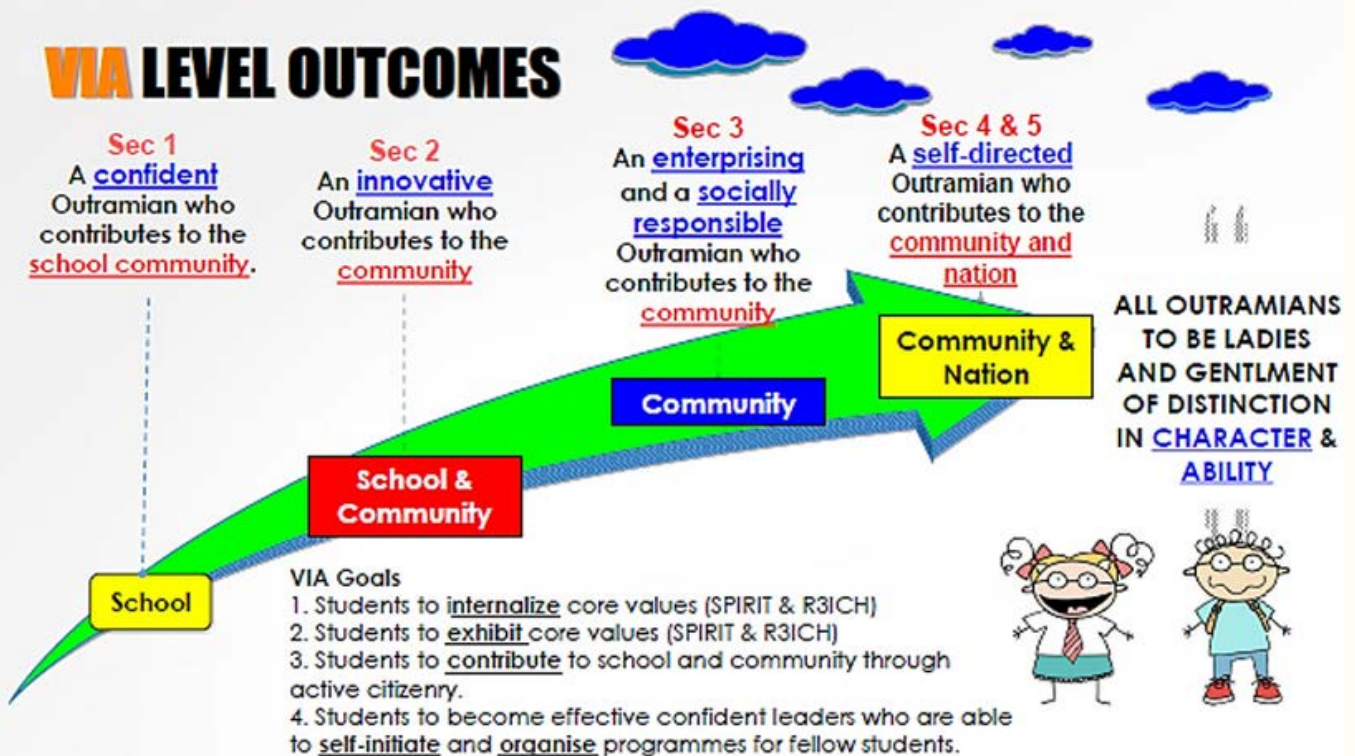 VIA LEVEL OUTCOMES
Sec 1
A confident
Outramian who
contributes to the
school community.
Sec 2
An innovative
Outramian who
contributes to the
community
Sec 3
An enterprising
and a socially
responsible
Outramian who
contributes to the
community
Sec 4 & 5
A self-directed
Outramian who
contributes to the
community and
nation
School
School &
Community
Community
Community &
Nation
“
ALL OUTRAMIANS
TO BE LADIES
AND GENTLMENT
OF DISTINCTION
IN CHARACTER &
ABILITY
”
VIA Goals
1. Students to internalize core values (SPIRIT & R3ICH)
2. Students to exhibit core values (SPIRIT & R3ICH)
3. Students to contribute to school and community through
active citizenry.
4. Students to become effective confident leaders who are able
to self-initiate and organise programmes for fellow students.